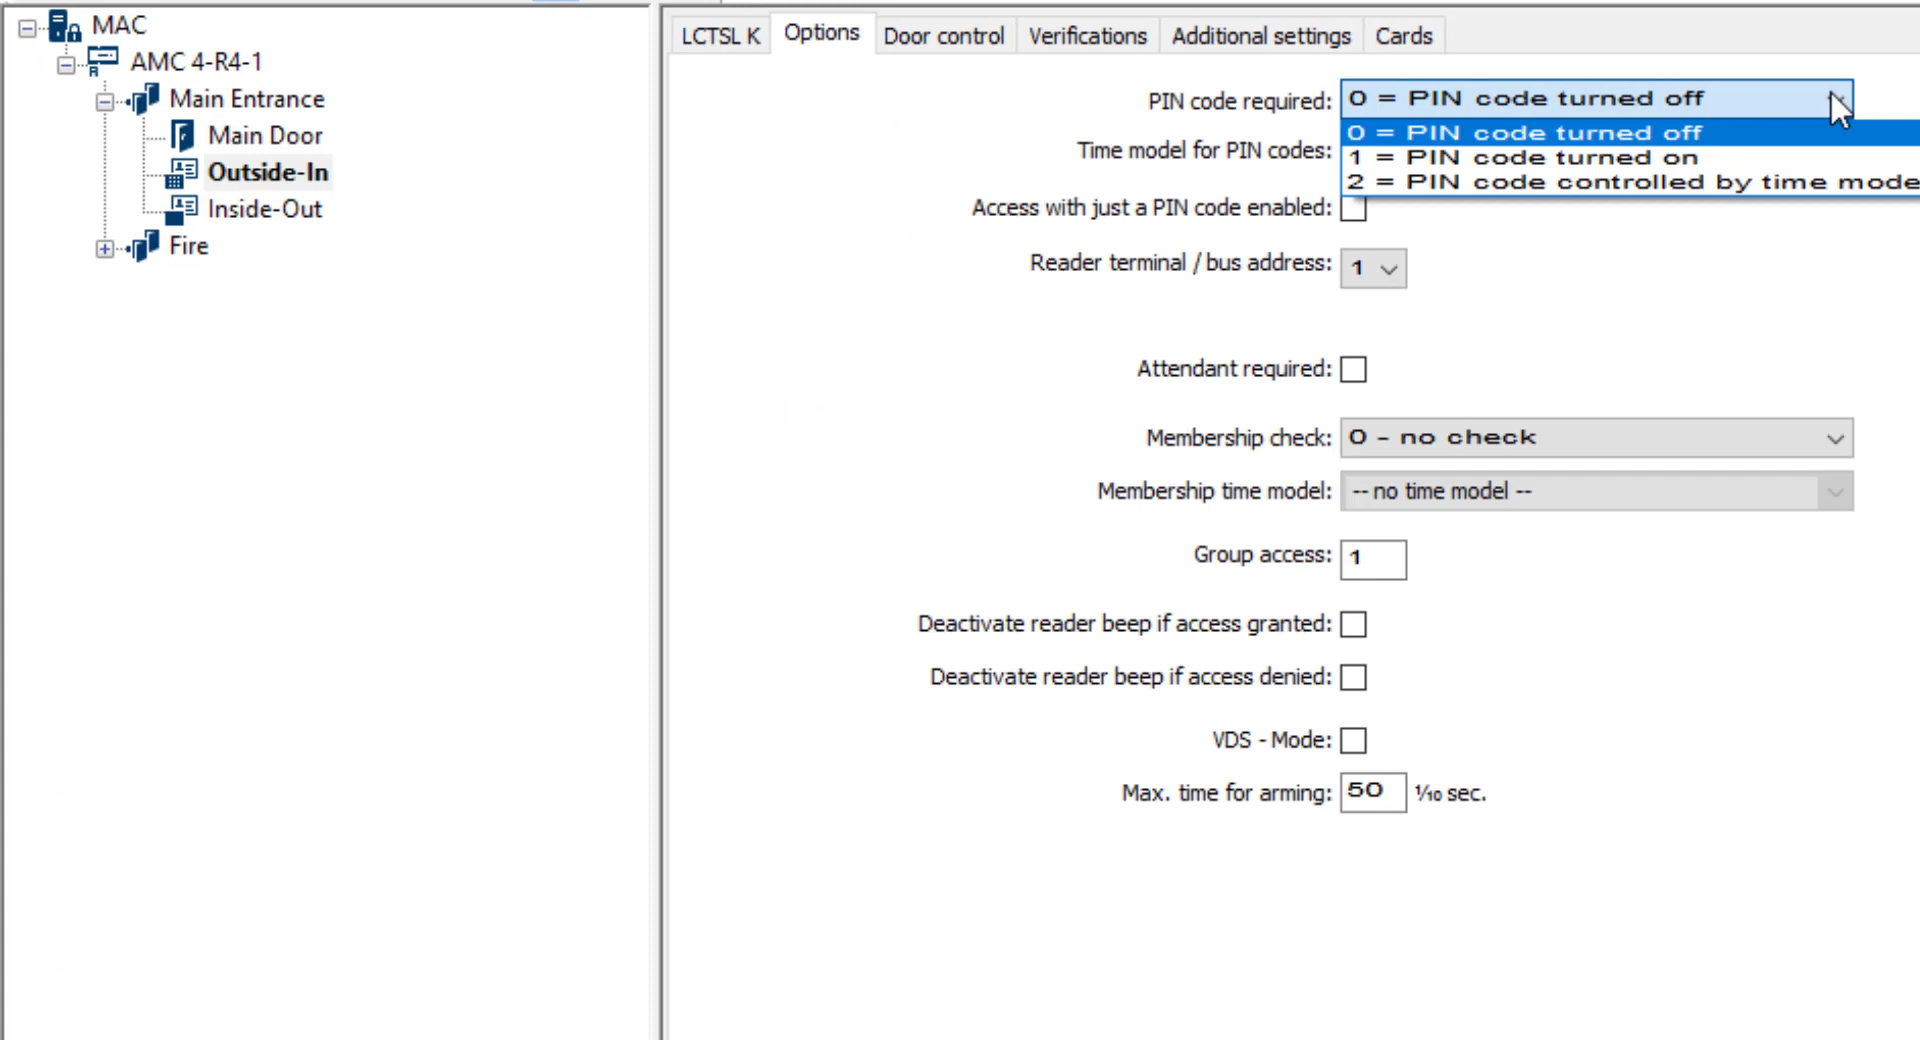 MAC
AMC 4-R4-1
Main Entrance
Main Door
Outside-In
Inside-Out
Fire
LCTSL K
Options
Door control
Verifications
Additional settings
Cards
PIN code required: 0 = PIN code turned off
0 = PIN code turned off
Time model for PIN codes: 1 = PIN code turned on
2 = PIN code controlled by time mode
Access with just a PIN code enabled:
Reader terminal / bus address: 1
Attendant required:
Membership check: 0 - no check
Membership time model: -- no time model --
Group access: 1
Deactivate reader beep if access granted:
Deactivate reader beep if access denied:
VDS - Mode:
Max. time for arming: 50 1/10 sec.